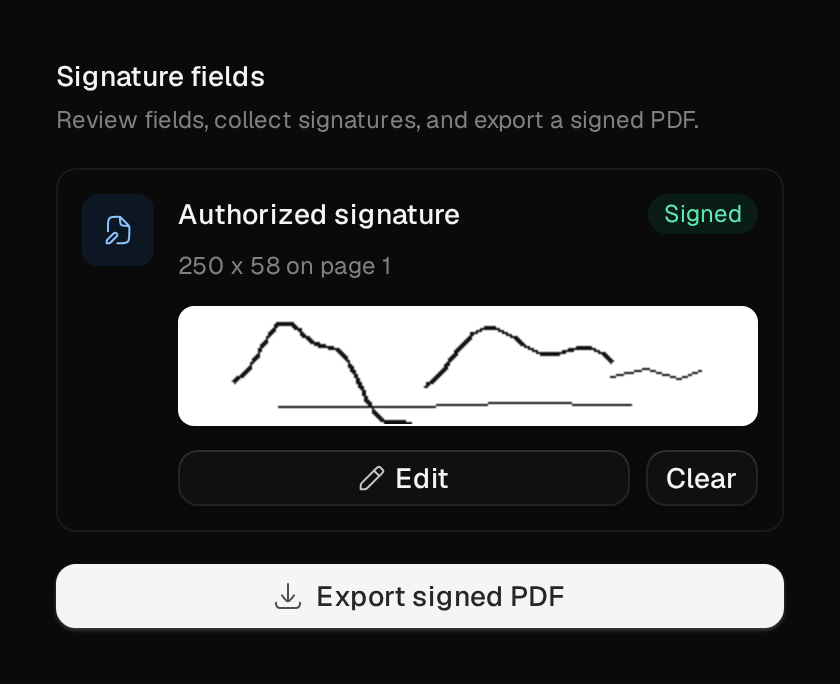 Signature fields
Review fields, collect signatures, and export a signed PDF.
Authorized signature
Signed
250 x 58 on page 1
Edit
Clear
Export signed PDF